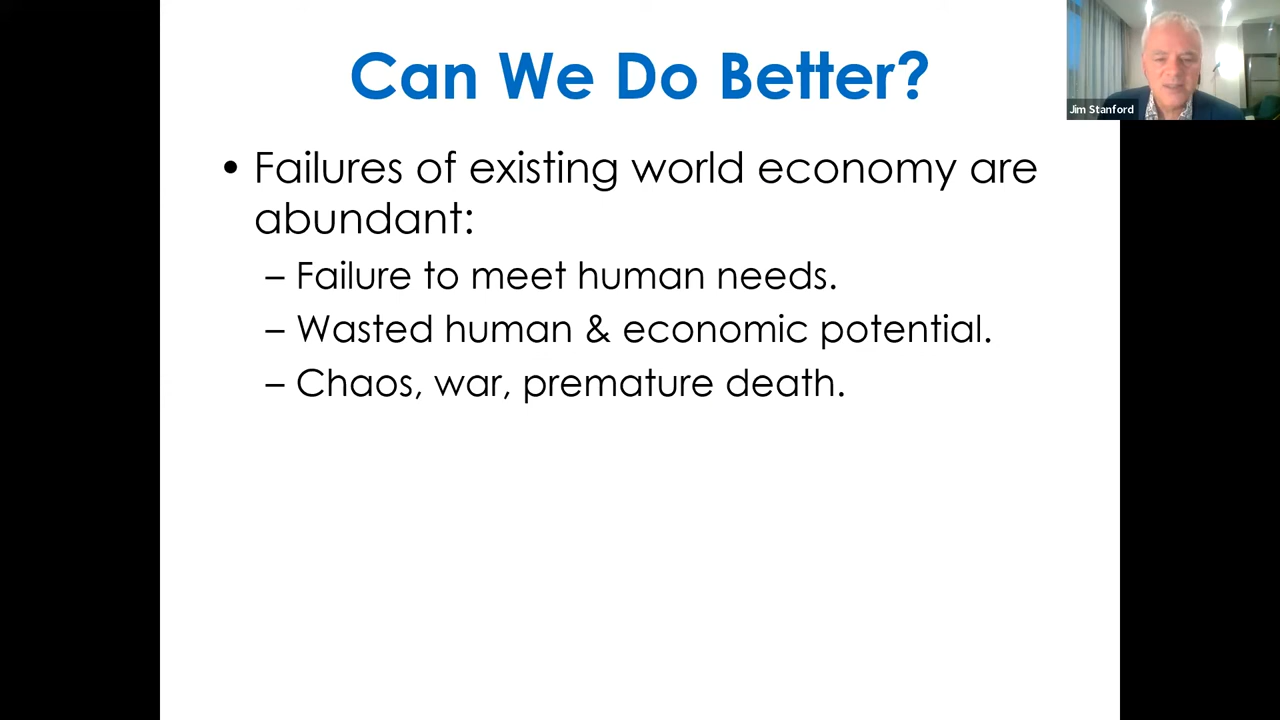 Can We Do Better?
Jim Stanford
• Failures of existing world economy are
abundant:
– Failure to meet human needs.
– Wasted human & economic potential.
– Chaos, war, premature death.